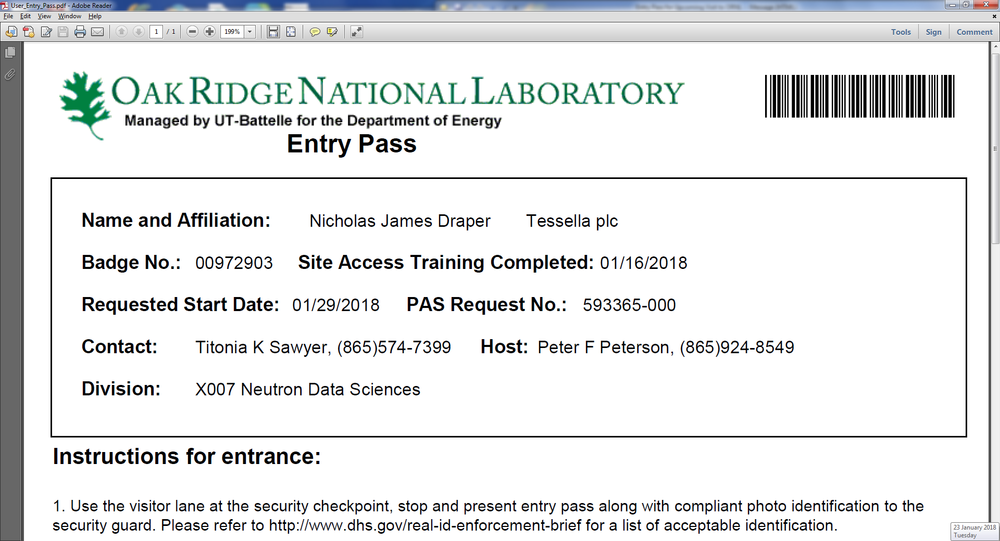 User_Entry_Pass.pdf - Adobe Reader
File Edit View Window Help
1 / 1 199% Tools Sign Comment
OAK RIDGE NATIONAL LABORATORY
Managed by UT-Battelle for the Department of Energy
Entry Pass
Name and Affiliation: Nicholas James Draper Tessella plc
Badge No.: 00972903 Site Access Training Completed: 01/16/2018
Requested Start Date: 01/29/2018 PAS Request No.: 593365-000
Contact: Titonia K Sawyer, (865)574-7399 Host: Peter F Peterson, (865)924-8549
Division: X007 Neutron Data Sciences
Instructions for entrance:
1. Use the visitor lane at the security checkpoint, stop and present entry pass along with compliant photo identification to the
security guard. Please refer to http://www.dhs.gov/real-id-enforcement-brief for a list of acceptable identification.
23 January 2018
Tuesday